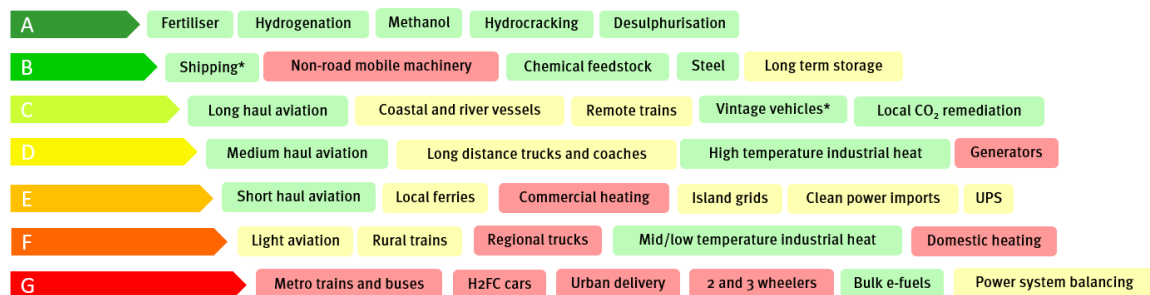 A Fertiliser Hydrogenation Methanol Hydrocracking Desulphurisation
B Shipping* Non-road mobile machinery Chemical feedstock Steel Long term storage
C Long haul aviation Coastal and river vessels Remote trains Vintage vehicles* Local CO₂ remediation
D Medium haul aviation Long distance trucks and coaches High temperature industrial heat Generators
E Short haul aviation Local ferries Commercial heating Island grids Clean power imports UPS
F Light aviation Rural trains Regional trucks Mid/low temperature industrial heat Domestic heating
G Metro trains and buses H2FC cars Urban delivery 2 and 3 wheelers Bulk e-fuels Power system balancing